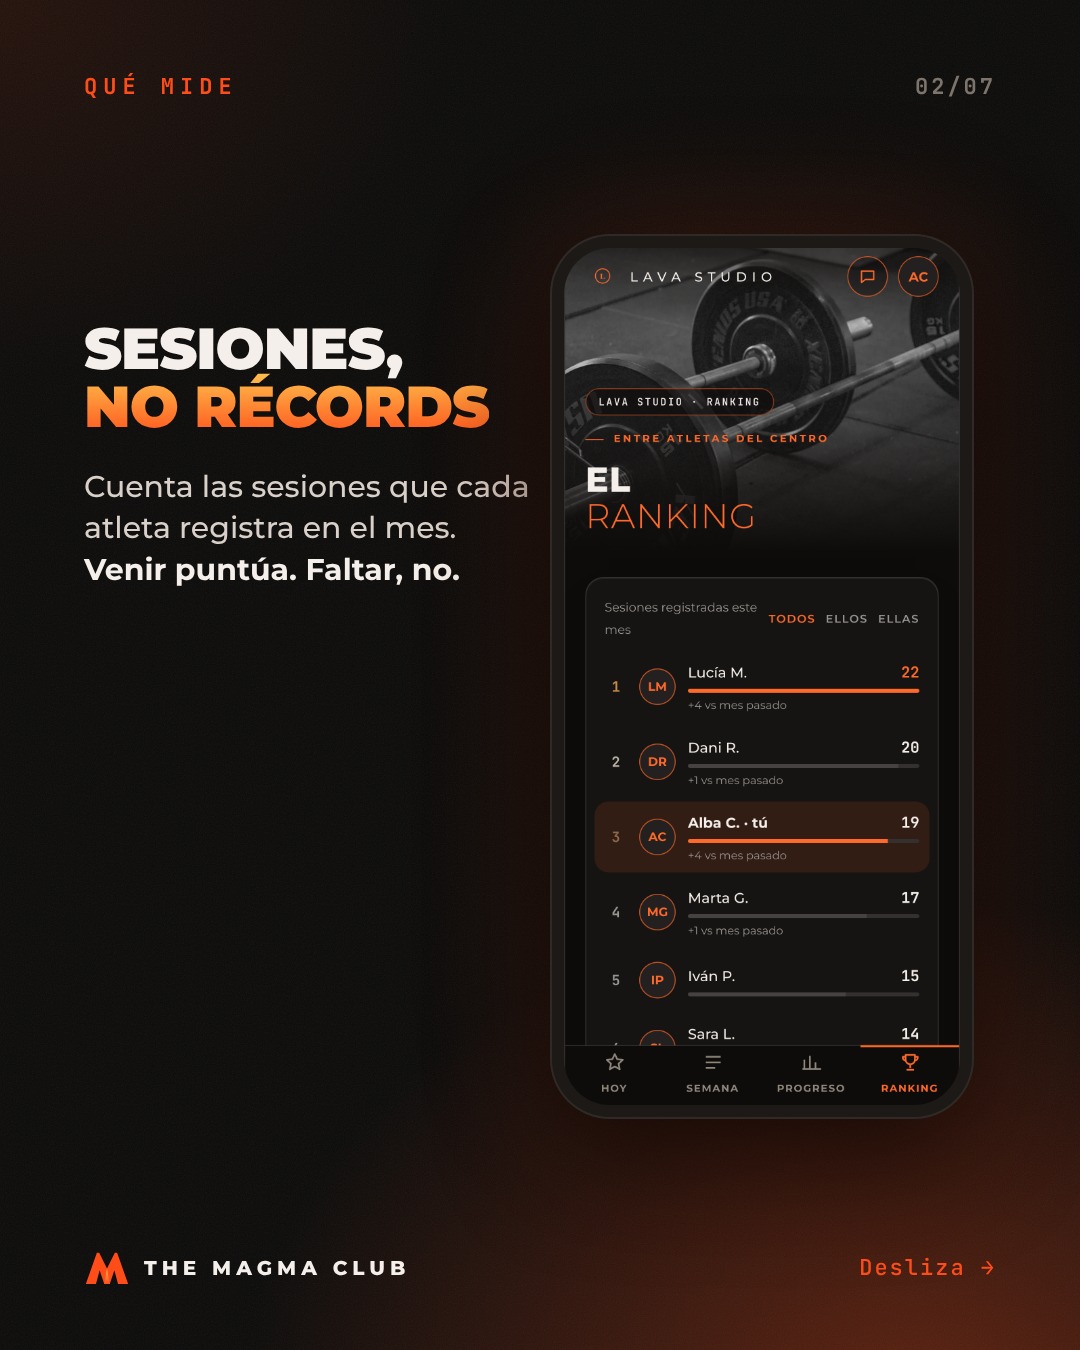 QUÉ MIDE
02/07
SESIONES,
NO RÉCORDS
Cuenta las sesiones que cada
atleta registra en el mes.
Venir puntúa. Faltar, no.
L
LAVA STUDIO
AC
LAVA STUDIO · RANKING
ENTRE ATLETAS DEL CENTRO
EL
RANKING
Sesiones registradas este
mes
TODOS ELLOS ELLAS
1 LM Lucía M. 22
+4 vs mes pasado
2 DR Dani R. 20
+1 vs mes pasado
3 AC Alba C. · tú 19
+4 vs mes pasado
4 MG Marta G. 17
+1 vs mes pasado
5 IP Iván P. 15
Sara L. 14
HOY SEMANA PROGRESO RANKING
THE MAGMA CLUB
Desliza →